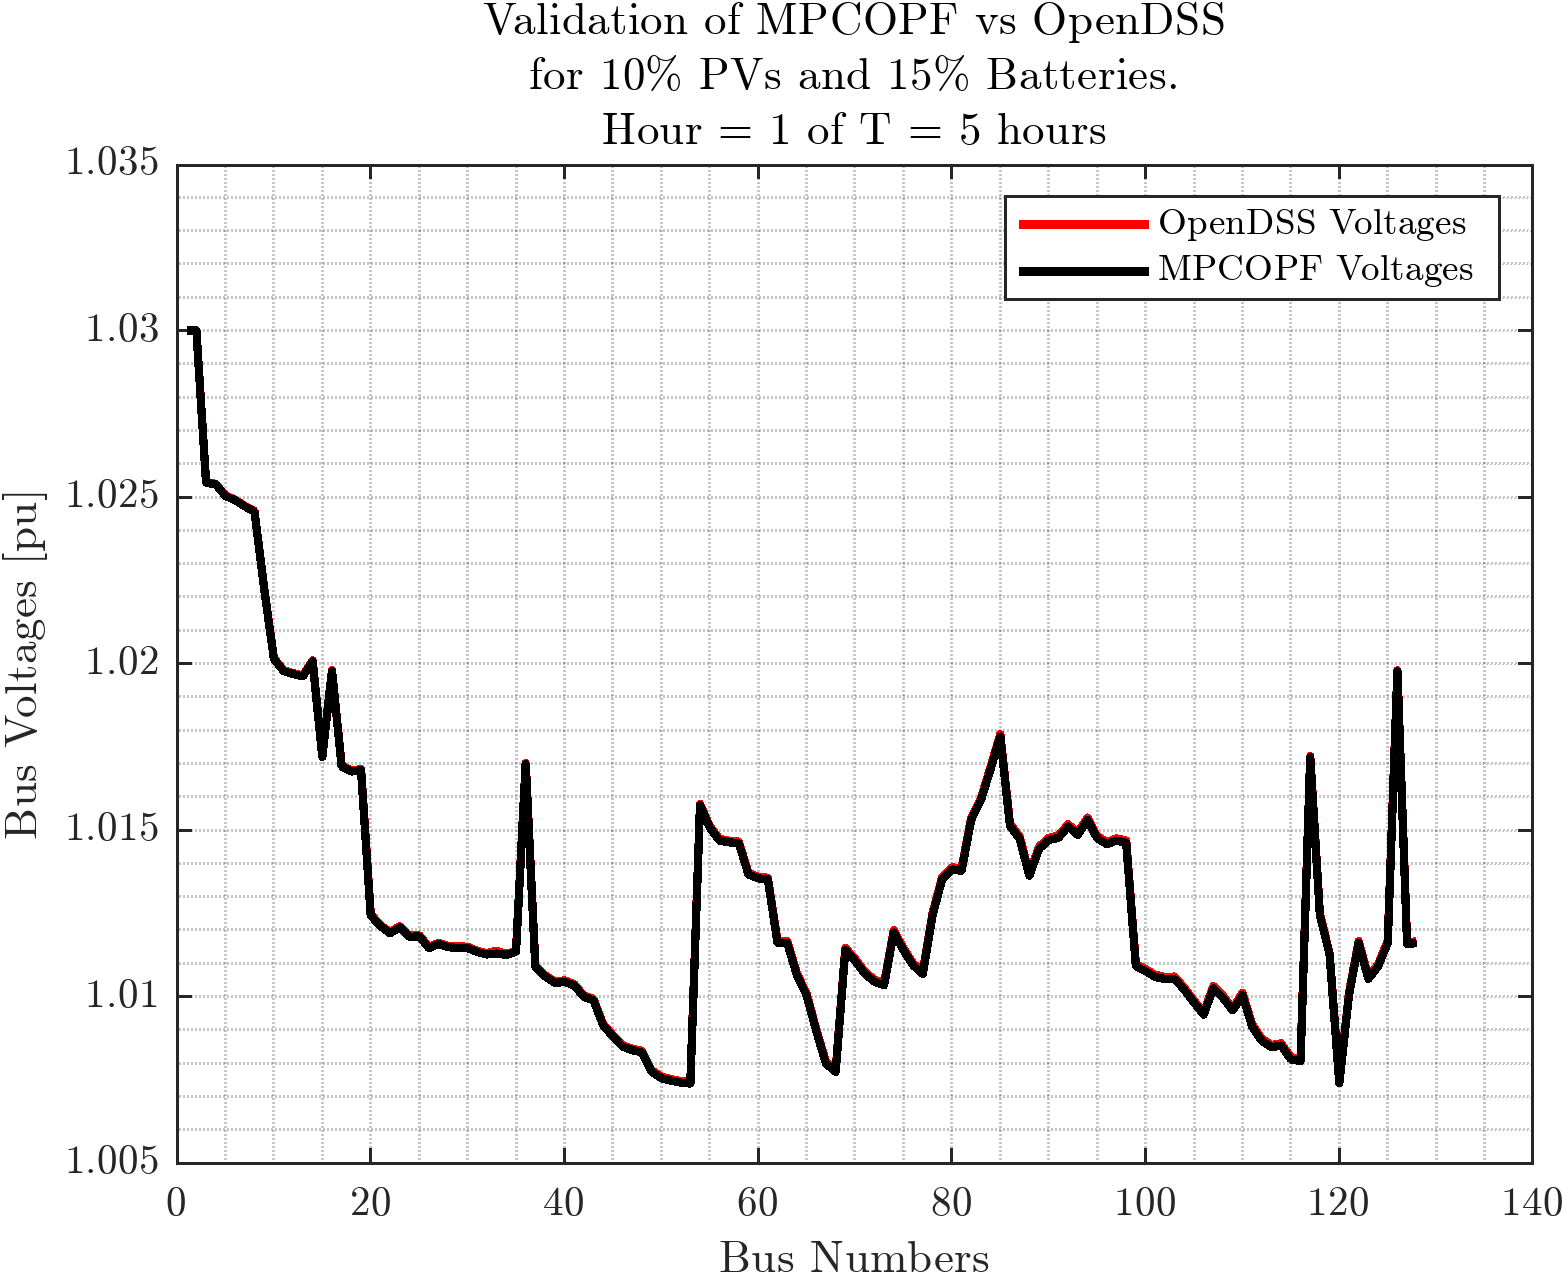 Validation of MPCOPF vs OpenDSS
for 10% PVs and 15% Batteries.
Hour = 1 of T = 5 hours
1.035
1.03
1.025
1.02
1.015
1.01
1.005
Bus Voltages [pu]
OpenDSS Voltages
MPCOPF Voltages
0 20 40 60 80 100 120 140
Bus Numbers